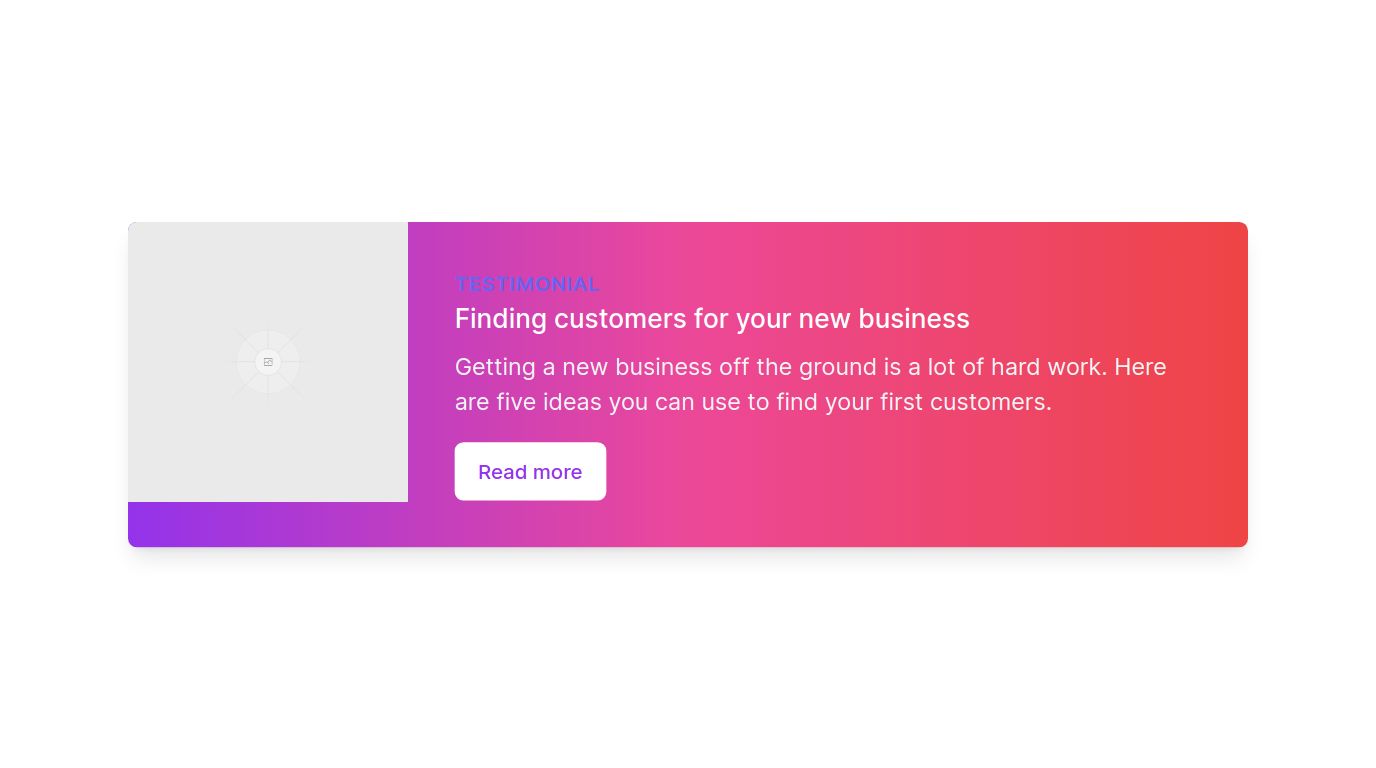 TESTIMONIAL
Finding customers for your new business
Getting a new business off the ground is a lot of hard work. Here
are five ideas you can use to find your first customers.
Read more